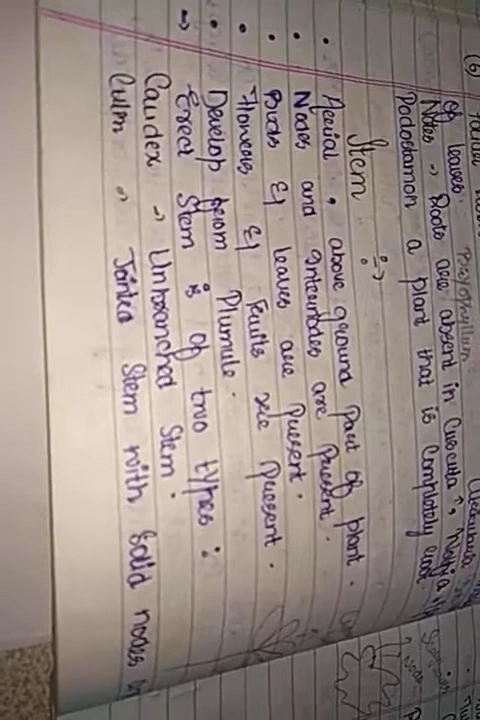 of leaves.
Notes → Roots are absent in Cuscuta,
Podostemon a plant that is completely
Stem :→
• Aerial, above ground part of plant.
• Nodes and Internodes are Present.
• Buds & leaves are Present.
• Flowers & Fruits are Present.
• Develop from Plumule.
→ Erect Stem is of two types:
Caudex → Unbranched Stem
Culm → Jointed Stem with Solid nodes